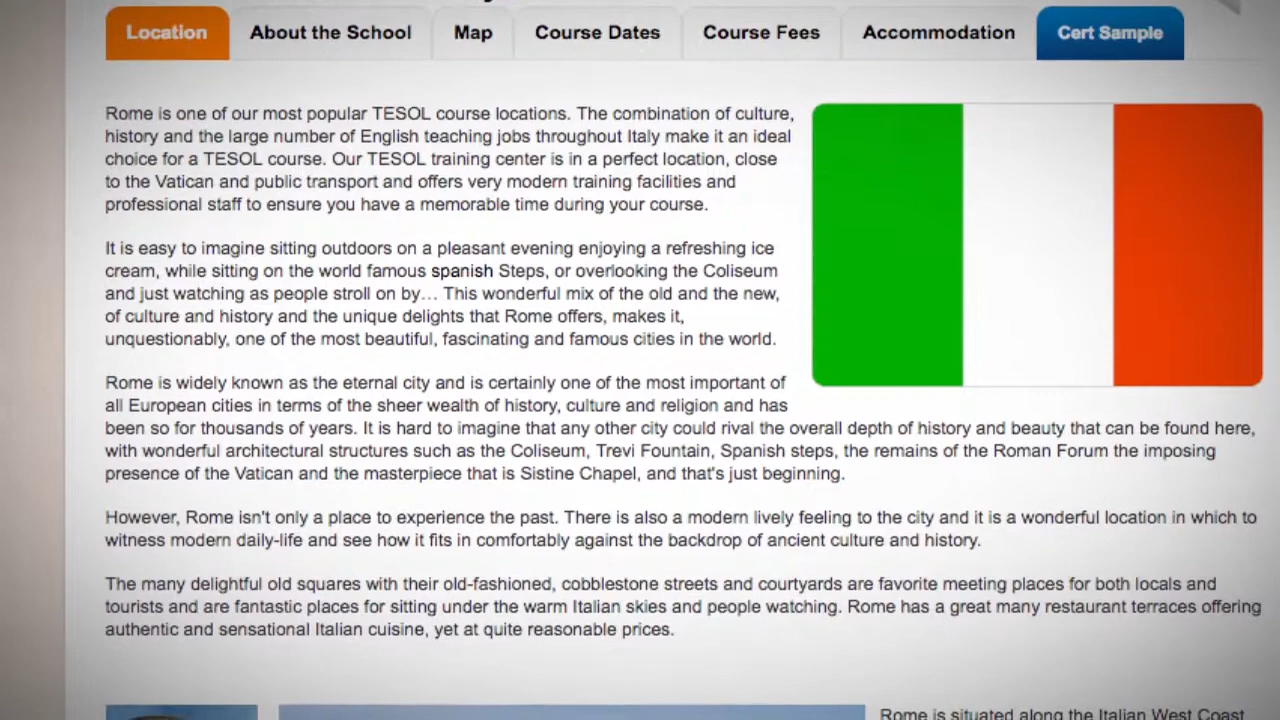 Location
About the School
Map
Course Dates
Course Fees
Accommodation
Cert Sample
Rome is one of our most popular TESOL course locations. The combination of culture,
history and the large number of English teaching jobs throughout Italy make it an ideal
choice for a TESOL course. Our TESOL training center is in a perfect location, close
to the Vatican and public transport and offers very modern training facilities and
professional staff to ensure you have a memorable time during your course.
It is easy to imagine sitting outdoors on a pleasant evening enjoying a refreshing ice
cream, while sitting on the world famous spanish Steps, or overlooking the Coliseum
and just watching as people stroll on by… This wonderful mix of the old and the new,
of culture and history and the unique delights that Rome offers, makes it,
unquestionably, one of the most beautiful, fascinating and famous cities in the world.
Rome is widely known as the eternal city and is certainly one of the most important of
all European cities in terms of the sheer wealth of history, culture and religion and has
been so for thousands of years. It is hard to imagine that any other city could rival the overall depth of history and beauty that can be found here,
with wonderful architectural structures such as the Coliseum, Trevi Fountain, Spanish steps, the remains of the Roman Forum the imposing
presence of the Vatican and the masterpiece that is Sistine Chapel, and that's just beginning.
However, Rome isn't only a place to experience the past. There is also a modern lively feeling to the city and it is a wonderful location in which to
witness modern daily-life and see how it fits in comfortably against the backdrop of ancient culture and history.
The many delightful old squares with their old-fashioned, cobblestone streets and courtyards are favorite meeting places for both locals and
tourists and are fantastic places for sitting under the warm Italian skies and people watching. Rome has a great many restaurant terraces offering
authentic and sensational Italian cuisine, yet at quite reasonable prices.
Rome is situated along the Italian West Coast